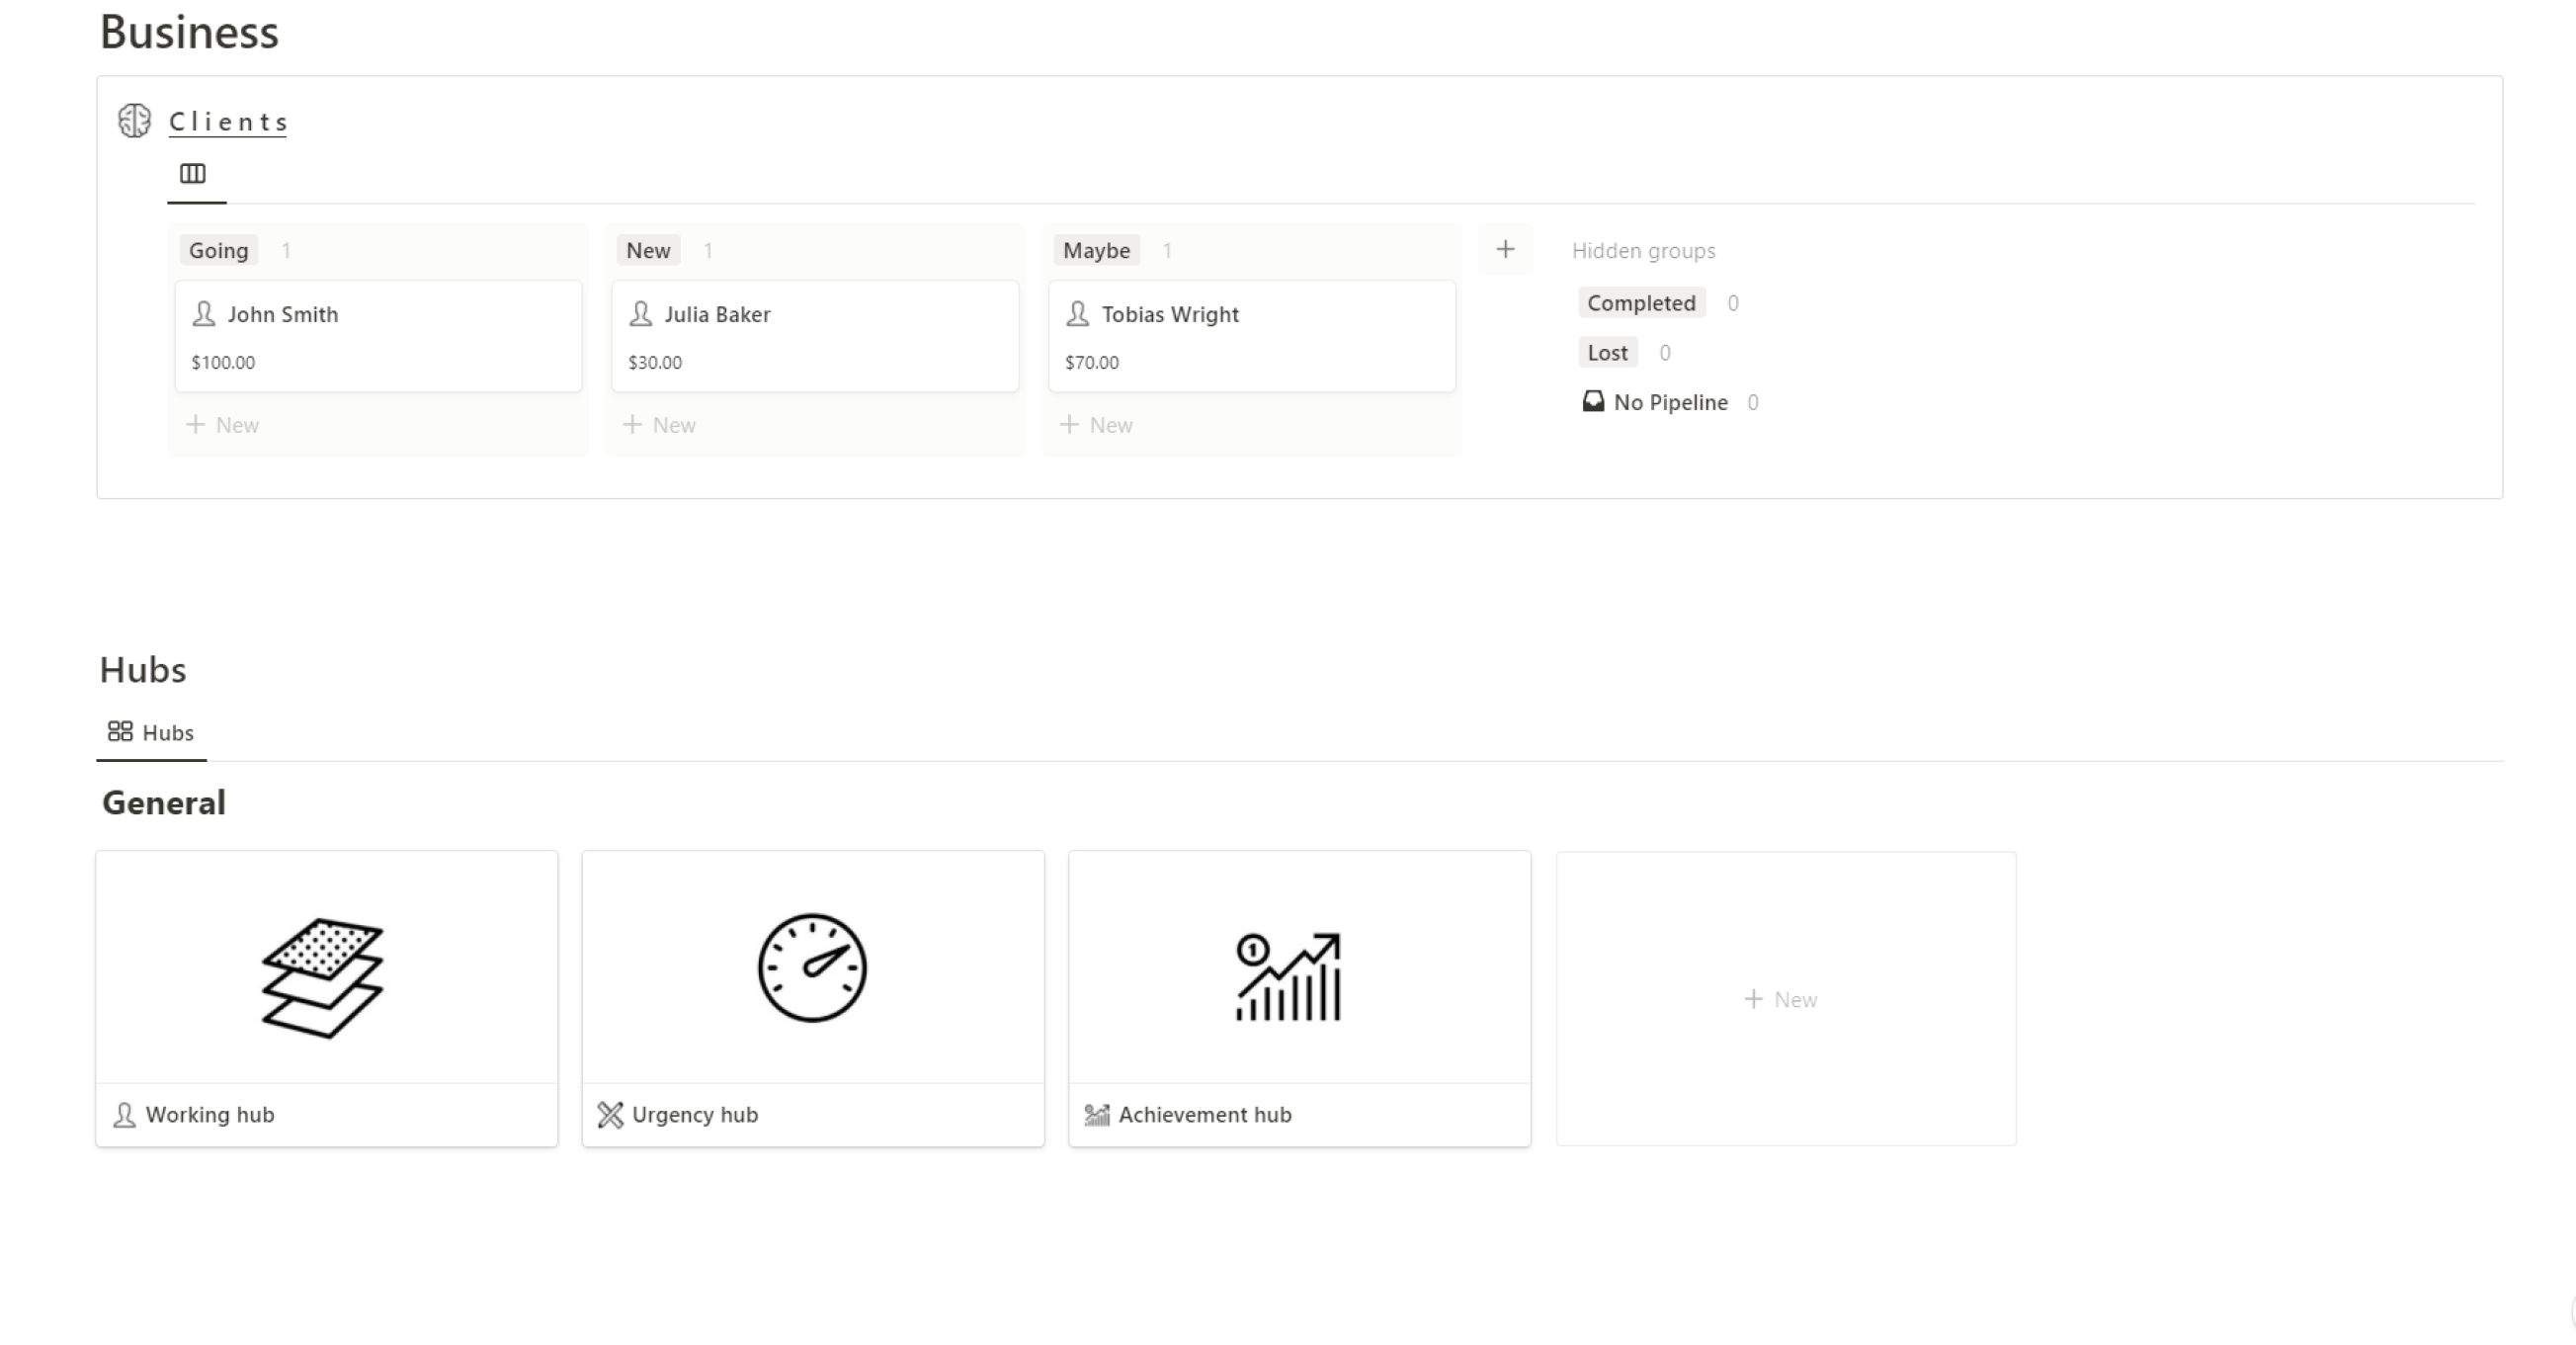 Business
Clients
Going 1
John Smith
$100.00
+ New
New 1
Julia Baker
$30.00
+ New
Maybe 1
Tobias Wright
$70.00
+ New
+
Hidden groups
Completed 0
Lost 0
No Pipeline 0
Hubs
Hubs
General
1
Working hub
Urgency hub
Achievement hub
+ New